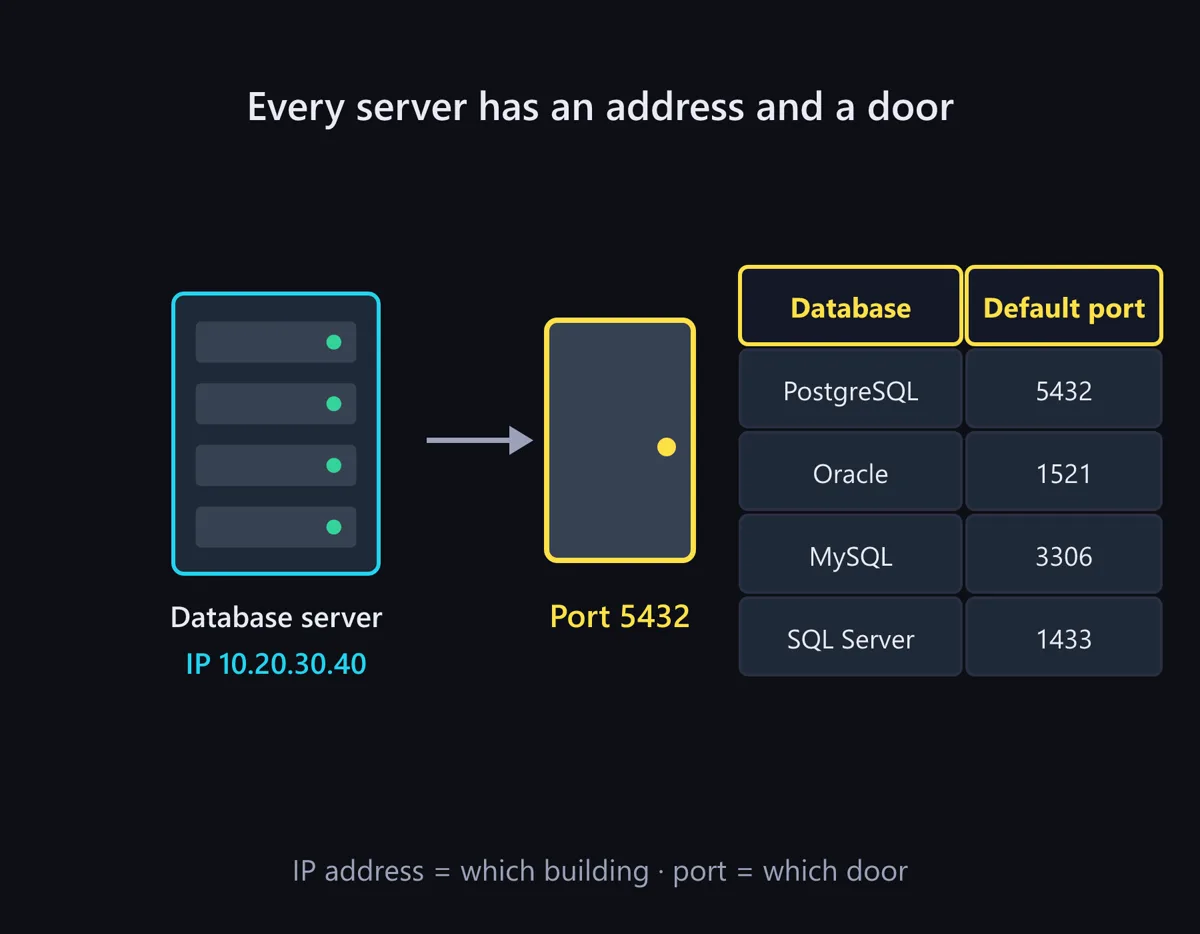 Every server has an address and a door
Database server
IP 10.20.30.40
Port 5432
Database Default port
PostgreSQL 5432
Oracle 1521
MySQL 3306
SQL Server 1433
IP address = which building · port = which door